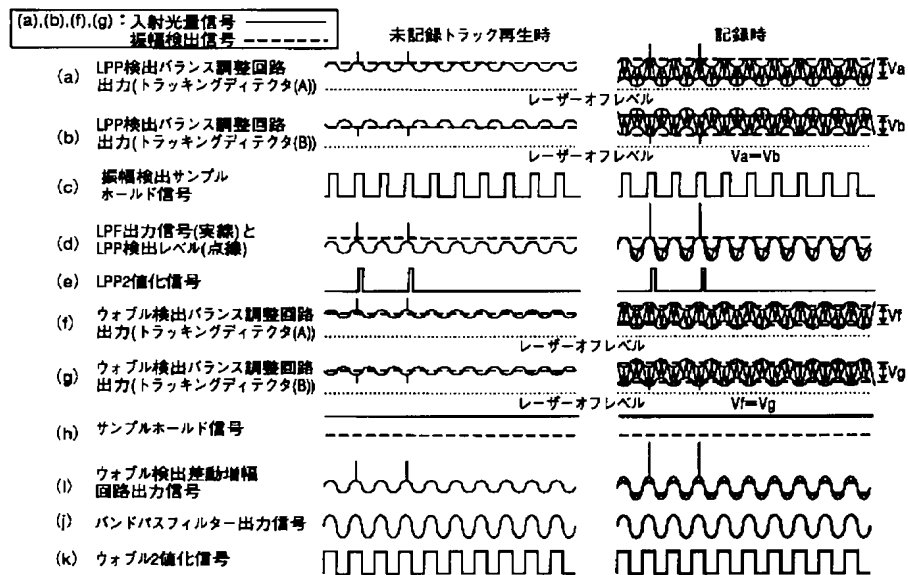 (a),(b),(f),(g)：入射光量信号
振幅検出信号
未記録トラック再生時
記録時
(a) LPP検出バランス調整回路
出力(トラッキングディテクタ(A))
Va
レーザーオフレベル
(b) LPP検出バランス調整回路
出力(トラッキングディテクタ(B))
Vb
レーザーオフレベル
Va=Vb
(c) 振幅検出サンプル
ホールド信号
(d) LPF出力信号(実線)と
LPP検出レベル(点線)
(e) LPP2値化信号
(f) ウォブル検出バランス調整回路
出力(トラッキングディテクタ(A))
Vf
レーザーオフレベル
(g) ウォブル検出バランス調整回路
出力(トラッキングディテクタ(B))
Vg
レーザーオフレベル
Vf=Vg
(h) サンプルホールド信号
(i) ウォブル検出差動増幅
回路出力信号
(j) バンドパスフィルター出力信号
(k) ウォブル2値化信号